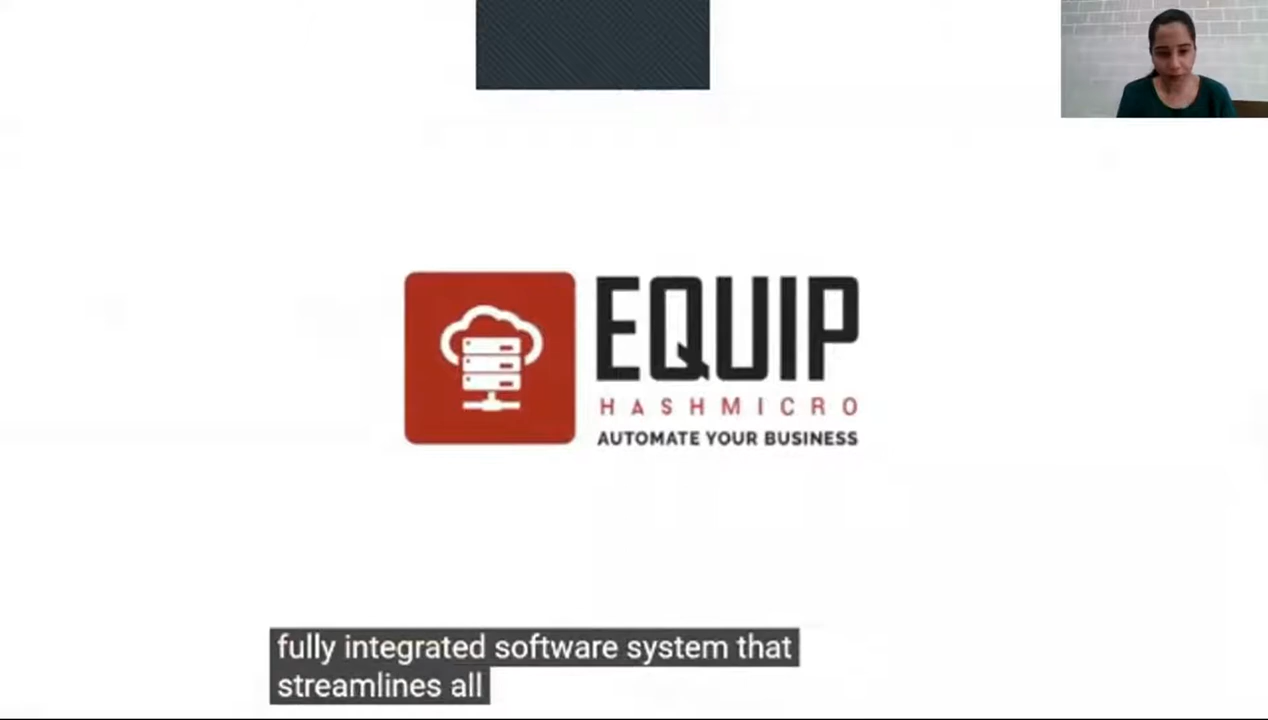 EQUIP
HASHMICRO
AUTOMATE YOUR BUSINESS
fully integrated software system that
streamlines all